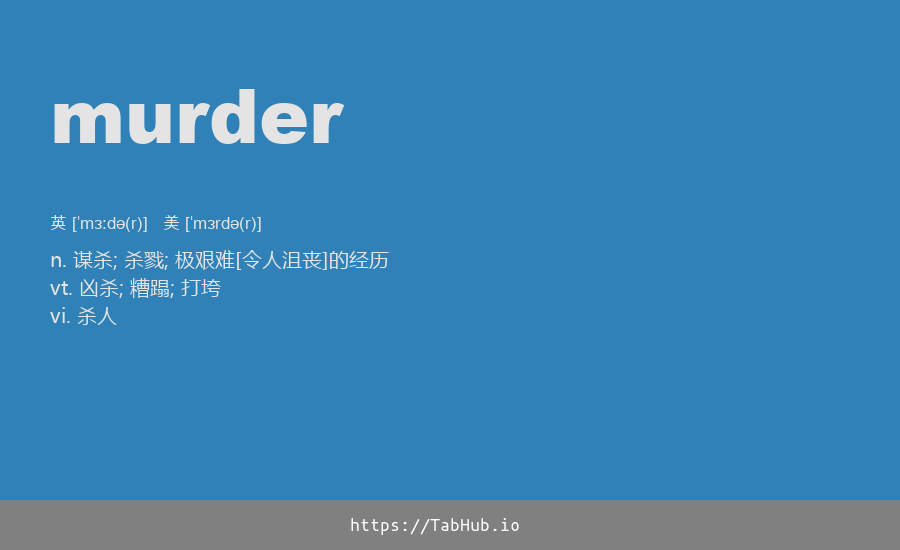 murder
英 [ˈmɜːdə(r)] 美 [ˈmɜrdə(r)]
n. 谋杀; 杀戮; 极艰难[令人沮丧]的经历
vt. 凶杀; 糟蹋; 打垮
vi. 杀人
https://TabHub.io